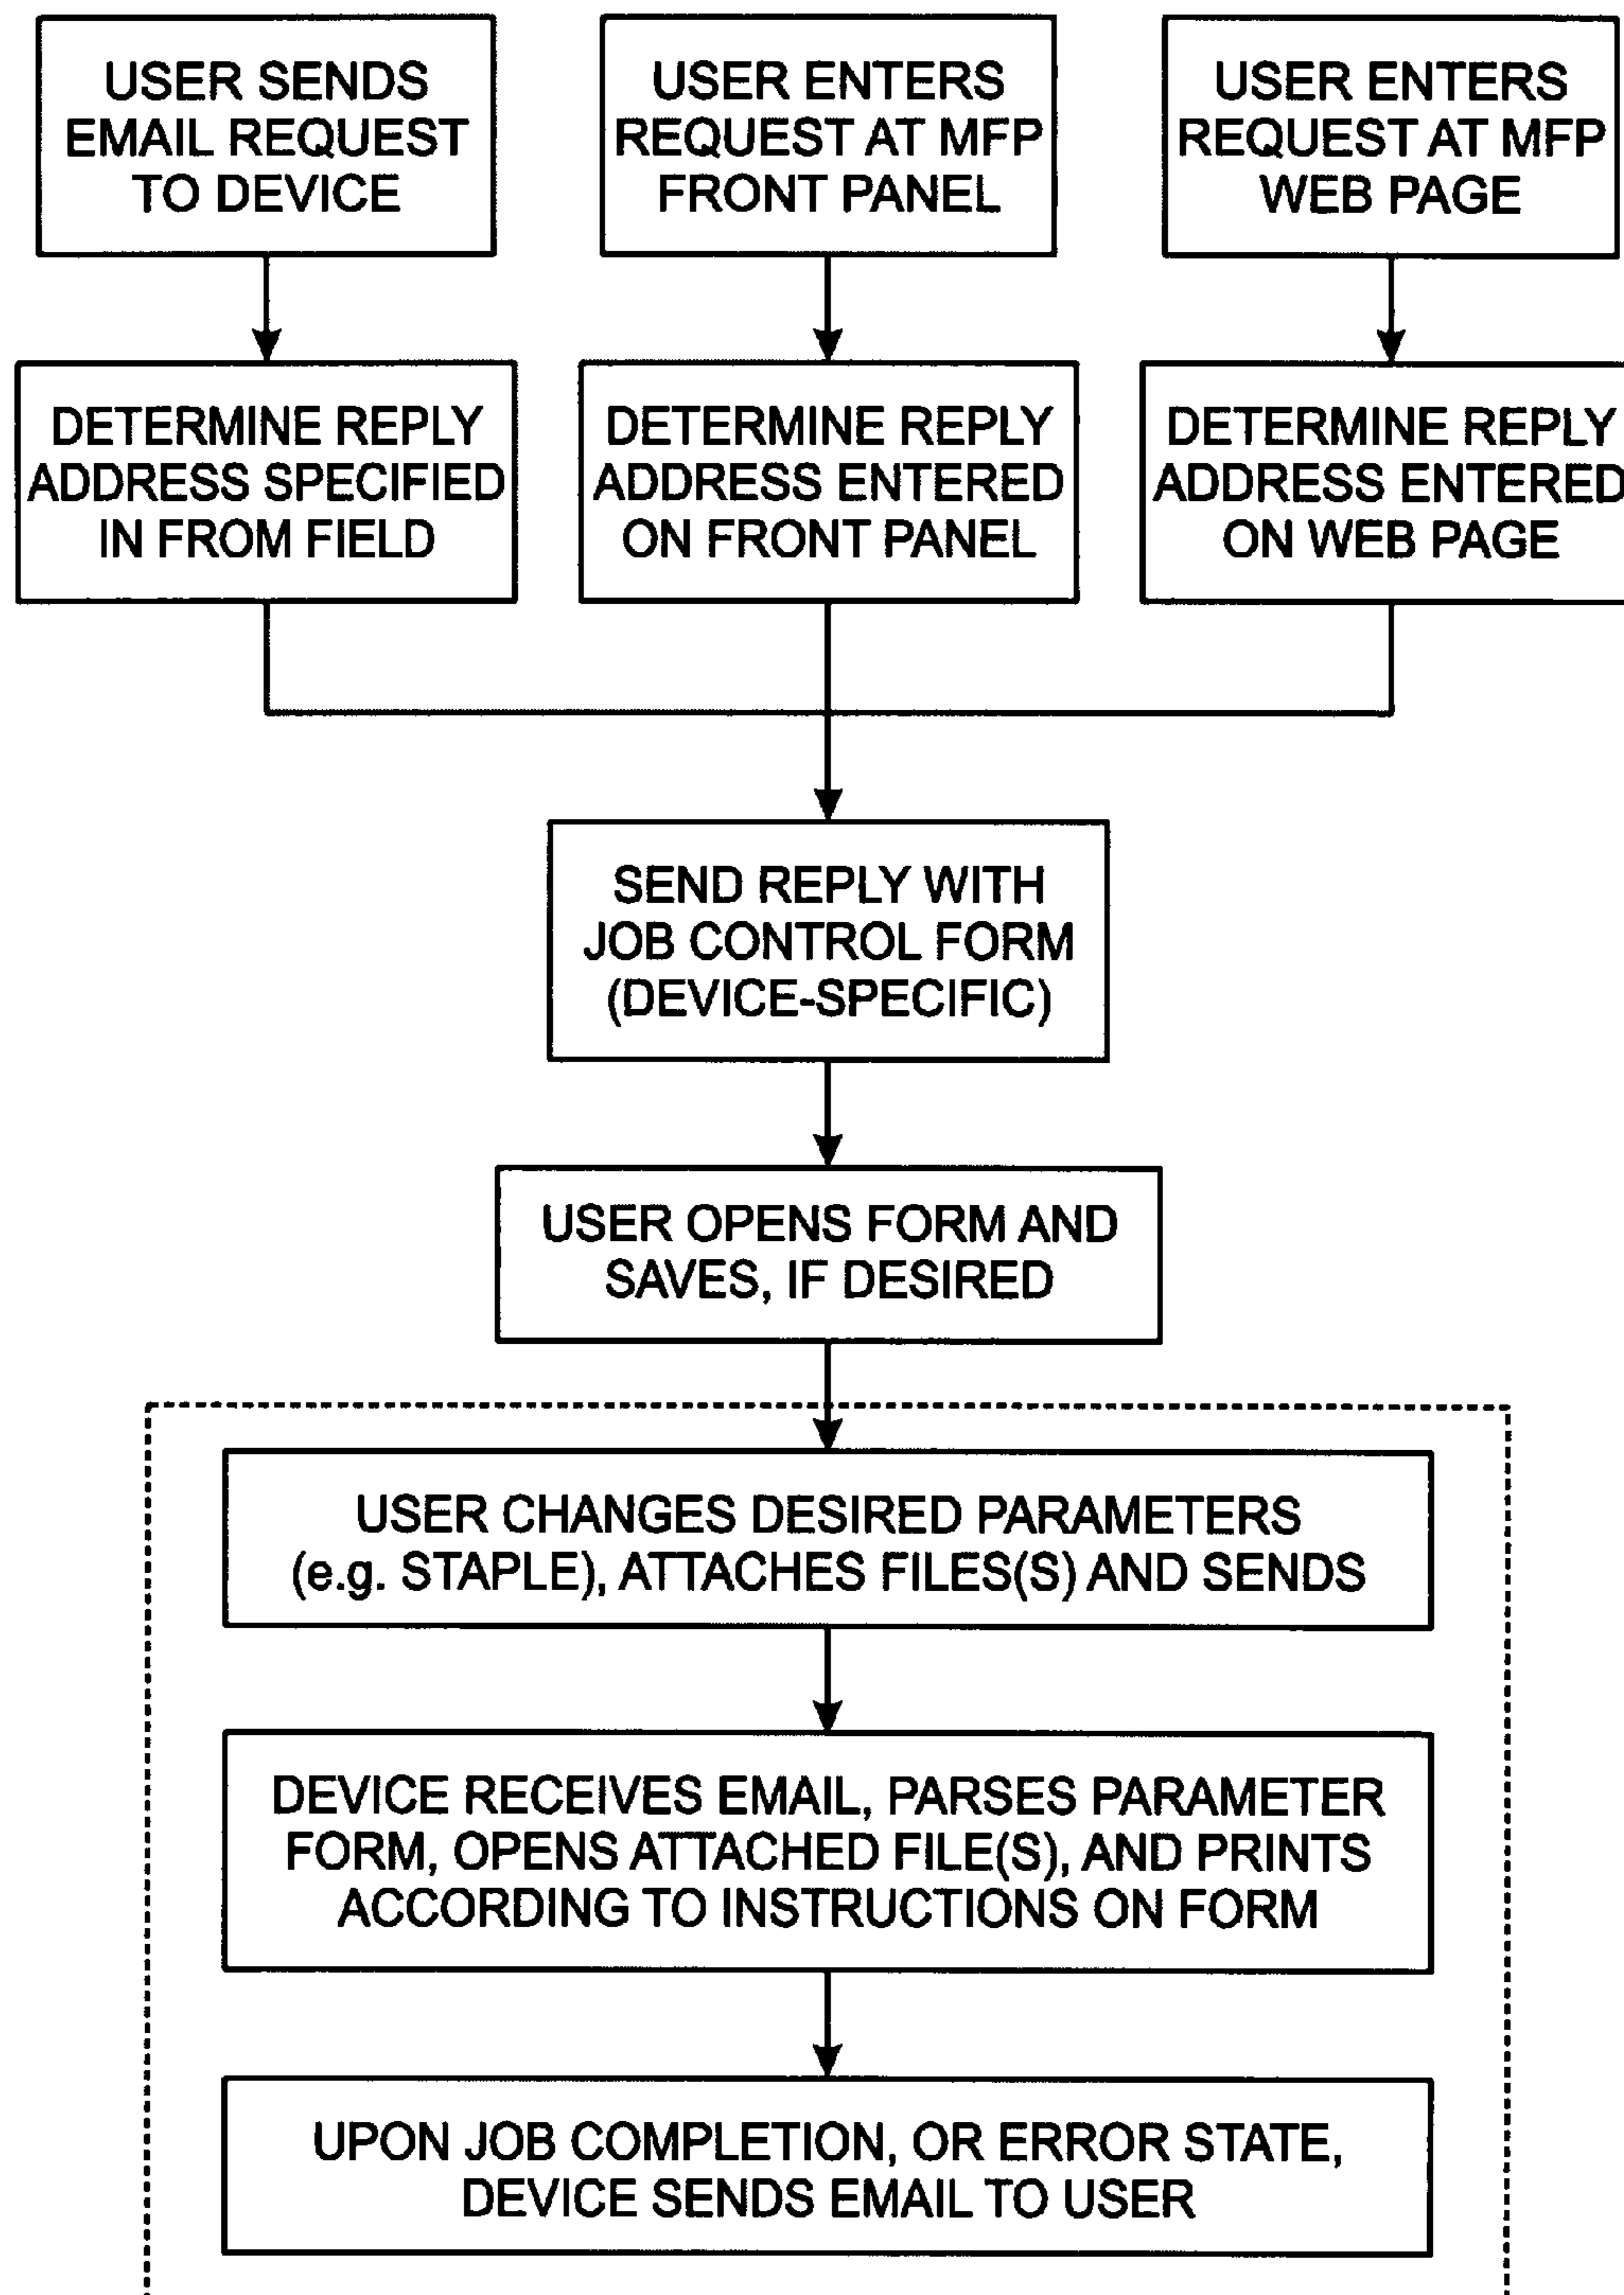 USER SENDS
EMAIL REQUEST
TO DEVICE
USER ENTERS
REQUEST AT MFP
FRONT PANEL
USER ENTERS
REQUEST AT MFP
WEB PAGE
DETERMINE REPLY
ADDRESS SPECIFIED
IN FROM FIELD
DETERMINE REPLY
ADDRESS ENTERED
ON FRONT PANEL
DETERMINE REPLY
ADDRESS ENTERED
ON WEB PAGE
SEND REPLY WITH
JOB CONTROL FORM
(DEVICE-SPECIFIC)
USER OPENS FORM AND
SAVES, IF DESIRED
USER CHANGES DESIRED PARAMETERS
(e.g. STAPLE), ATTACHES FILES(S) AND SENDS
DEVICE RECEIVES EMAIL, PARSES PARAMETER
FORM, OPENS ATTACHED FILE(S), AND PRINTS
ACCORDING TO INSTRUCTIONS ON FORM
UPON JOB COMPLETION, OR ERROR STATE,
DEVICE SENDS EMAIL TO USER